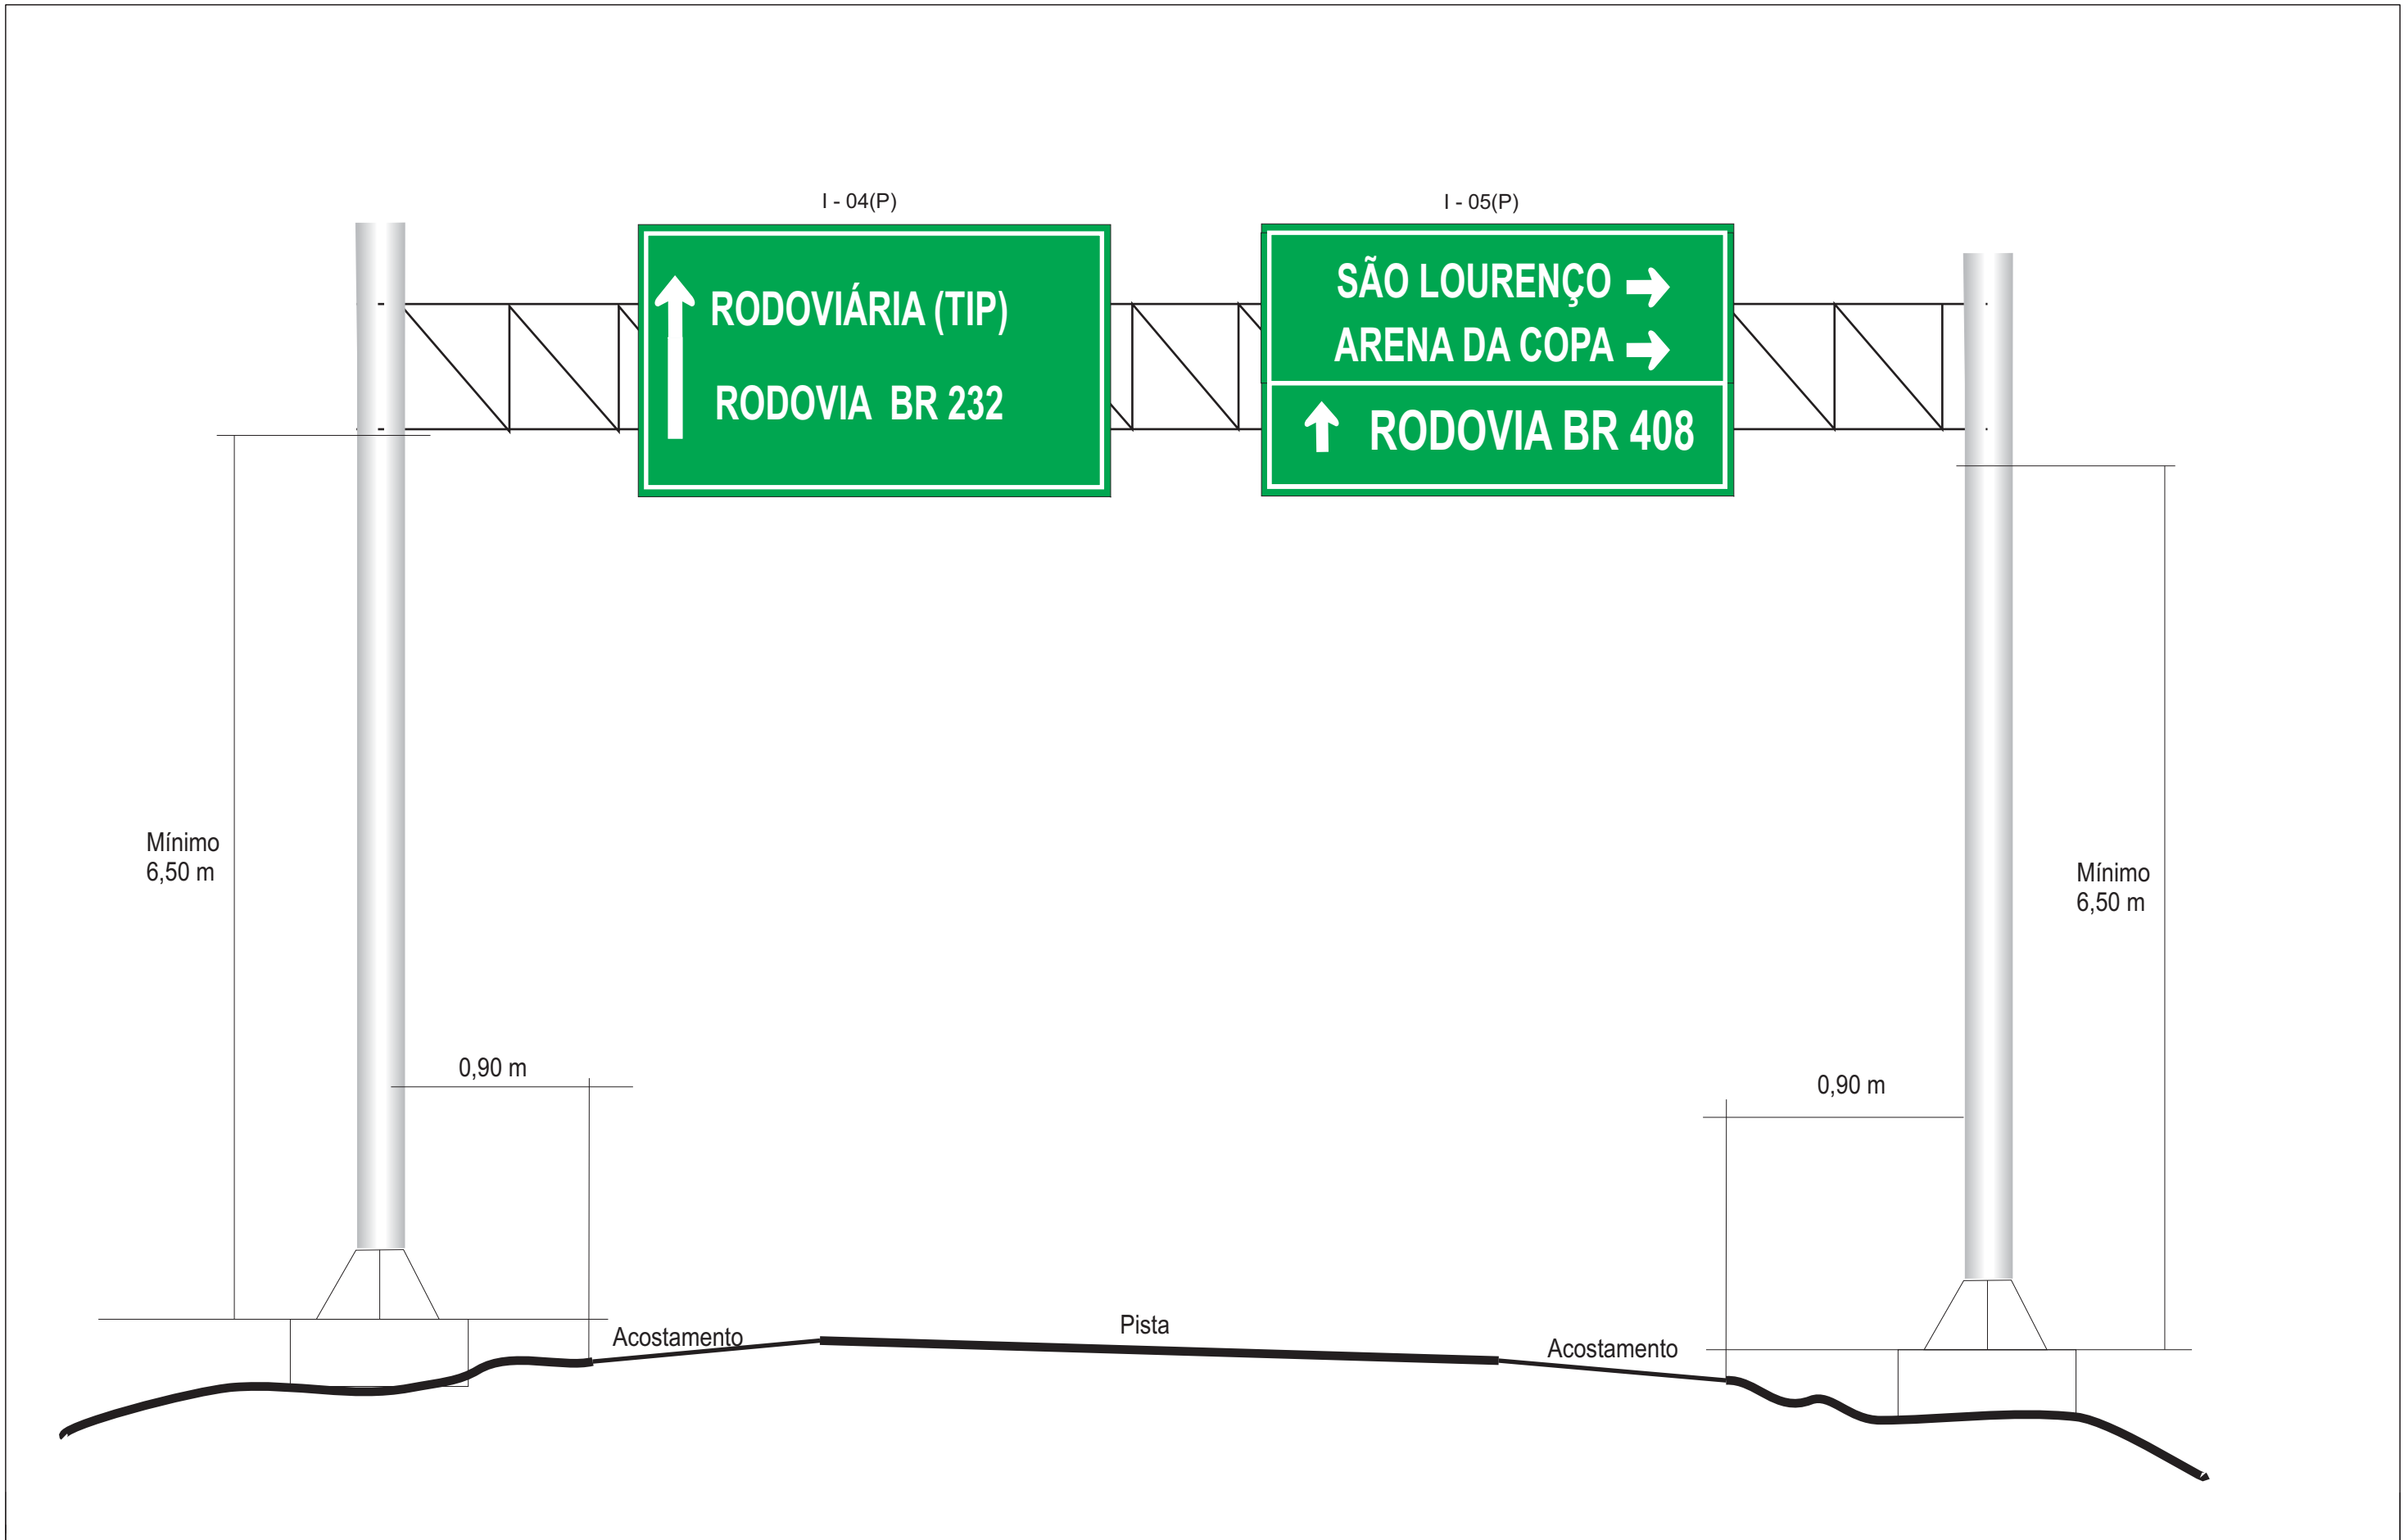 I - 04(P)
I - 05(P)
RODOVIÁRIA (TIP)
RODOVIA BR 232
SÃO LOURENÇO
ARENA DA COPA
RODOVIA BR 408
Mínimo
6,50 m
Mínimo
6,50 m
0,90 m
0,90 m
Acostamento
Pista
Acostamento